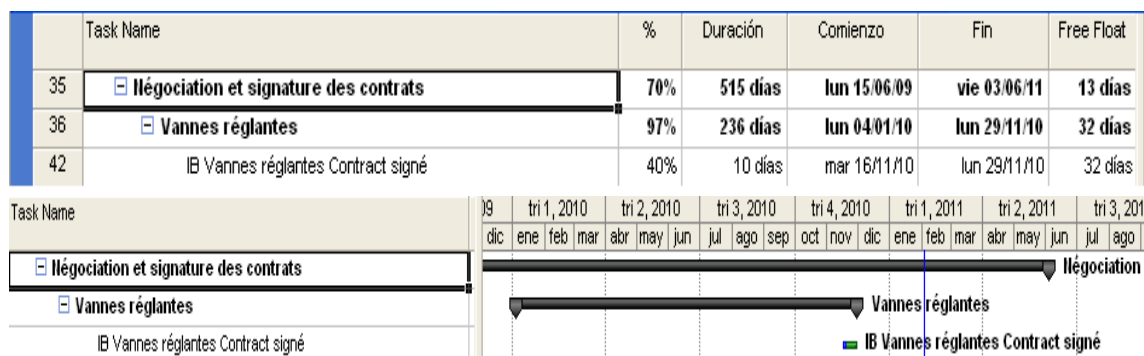 Task Name % Duración Comienzo Fin Free Float
35 Négociation et signature des contrats 70% 515 días lun 15/06/09 vie 03/06/11 13 días
36 Vannes réglantes 97% 236 días lun 04/01/10 lun 29/11/10 32 días
42 IB Vannes réglantes Contract signé 40% 10 días mar 16/11/10 lun 29/11/10 32 días
Task Name 09 tri 1, 2010 tri 2, 2010 tri 3, 2010 tri 4, 2010 tri 1, 2011 tri 2, 2011 tri 3, 201
dic ene feb mar abr may jun jul ago sep oct nov dic ene feb mar abr may jun jul ago
Négociation et signature des contrats Négociation
Vannes réglantes Vannes réglantes
IB Vannes réglantes Contract signé IB Vannes réglantes Contract signé